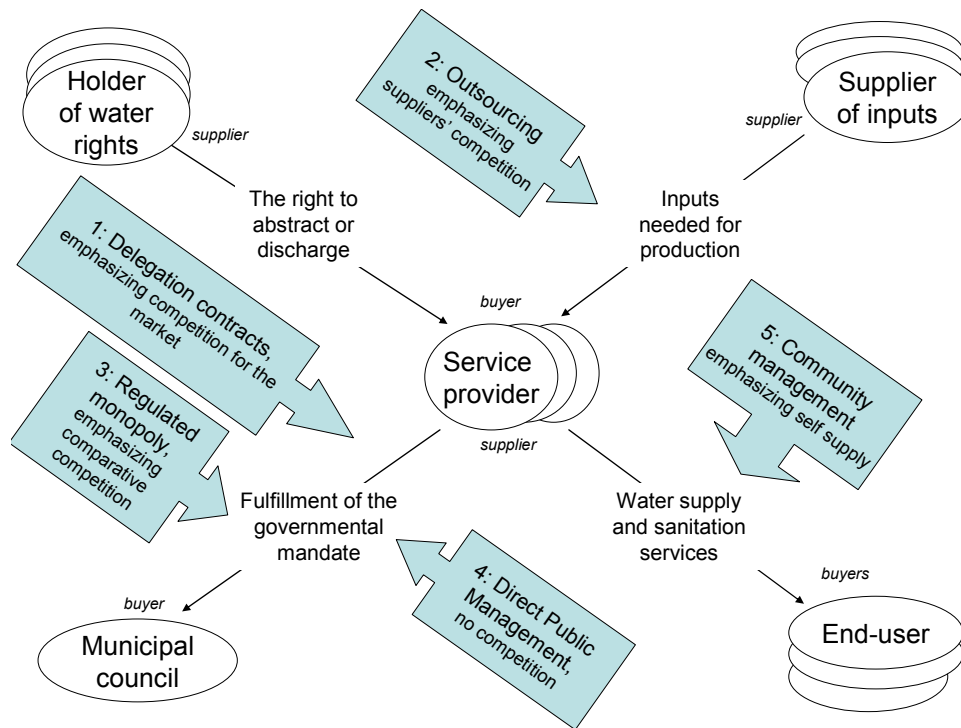 Holder
of water
rights
supplier
2: Outsourcing
emphasizing
suppliers’ competition
Supplier
of inputs
supplier
The right to
abstract or
discharge
Inputs
needed for
production
1: Delegation contracts,
emphasizing competition for the
market
buyer
Service
provider
supplier
5: Community
management
emphasizing self supply
3: Regulated
monopoly,
emphasizing
comparative
competition
Fulfillment of the
governmental
mandate
Water supply
and sanitation
services
4: Direct Public
Management,
no competition
buyer
Municipal
council
buyers
End-user